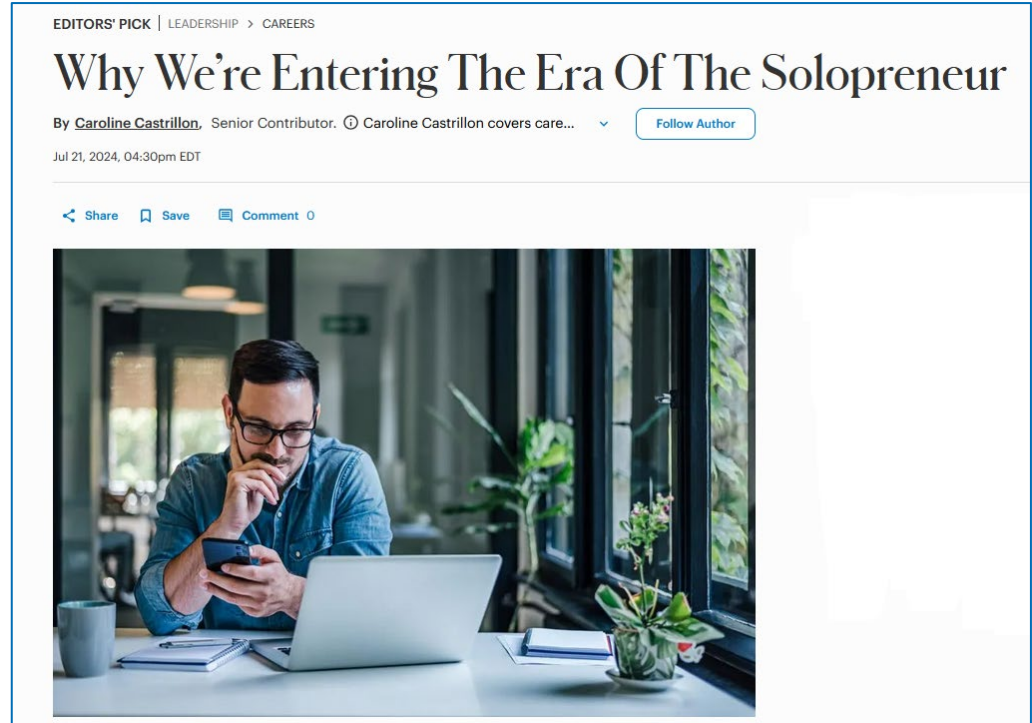 EDITORS' PICK | LEADERSHIP > CAREERS
Why We're Entering The Era Of The Solopreneur
By Caroline Castrillon, Senior Contributor. ⓘ Caroline Castrillon covers care... Follow Author
Jul 21, 2024, 04:30pm EDT
Share Save Comment 0